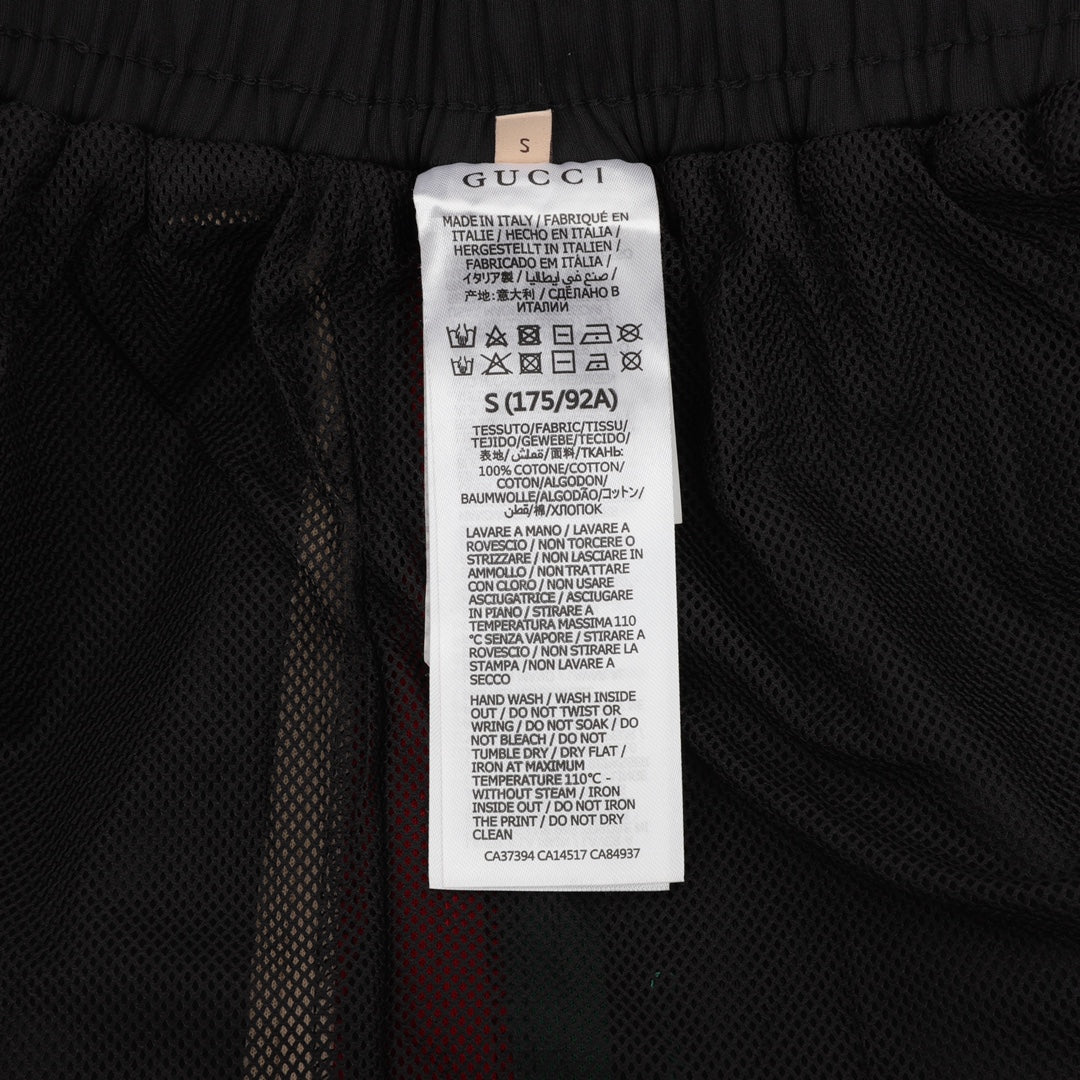 S
GUCCI
MADE IN ITALY / FABRIQUÉ EN
ITALIE / HECHO EN ITALIA /
HERGESTELLT IN ITALIEN /
FABRICADO EM ITÁLIA /
イタリア製 / صنع في ايطاليا /
产地:意大利 / СДЕЛАНО В
ИТАЛИИ
S (175/92A)
TESSUTO/FABRIC/TISSU/
TEJIDO/GEWEBE/TECIDO/
表地/قملش/面料/ТКАНЬ:
100% COTONE/COTTON/
COTON/ALGODON/
BAUMWOLLE/ALGODÃO/コットン/
قطن/棉/ХЛОПОК
LAVARE A MANO / LAVARE A
ROVESCIO / NON TORCERE O
STRIZZARE / NON LASCIARE IN
AMMOLLO / NON TRATTARE
CON CLORO / NON USARE
ASCIUGATRICE / ASCIUGARE
IN PIANO / STIRARE A
TEMPERATURA MASSIMA 110
°C SENZA VAPORE / STIRARE A
ROVESCIO / NON STIRARE LA
STAMPA / NON LAVARE A
SECCO
HAND WASH / WASH INSIDE
OUT / DO NOT TWIST OR
WRING / DO NOT SOAK / DO
NOT BLEACH / DO NOT
TUMBLE DRY / DRY FLAT /
IRON AT MAXIMUM
TEMPERATURE 110°C -
WITHOUT STEAM / IRON
INSIDE OUT / DO NOT IRON
THE PRINT / DO NOT DRY
CLEAN
CA37394 CA14517 CA84937